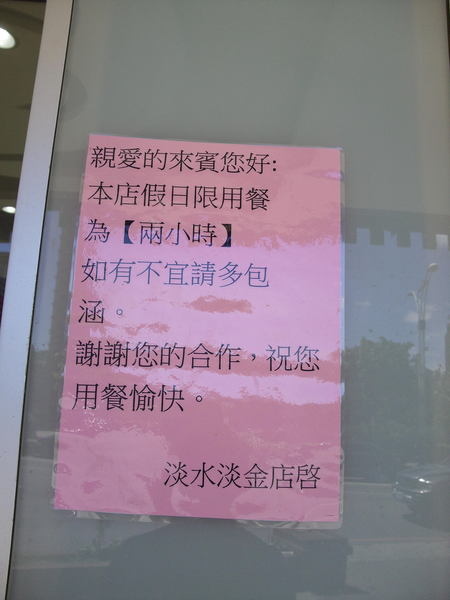 親愛的來賓您好:
本店假日限用餐
為【兩小時】
如有不宜請多包
涵。
謝謝您的合作，祝您
用餐愉快。
淡水淡金店啓